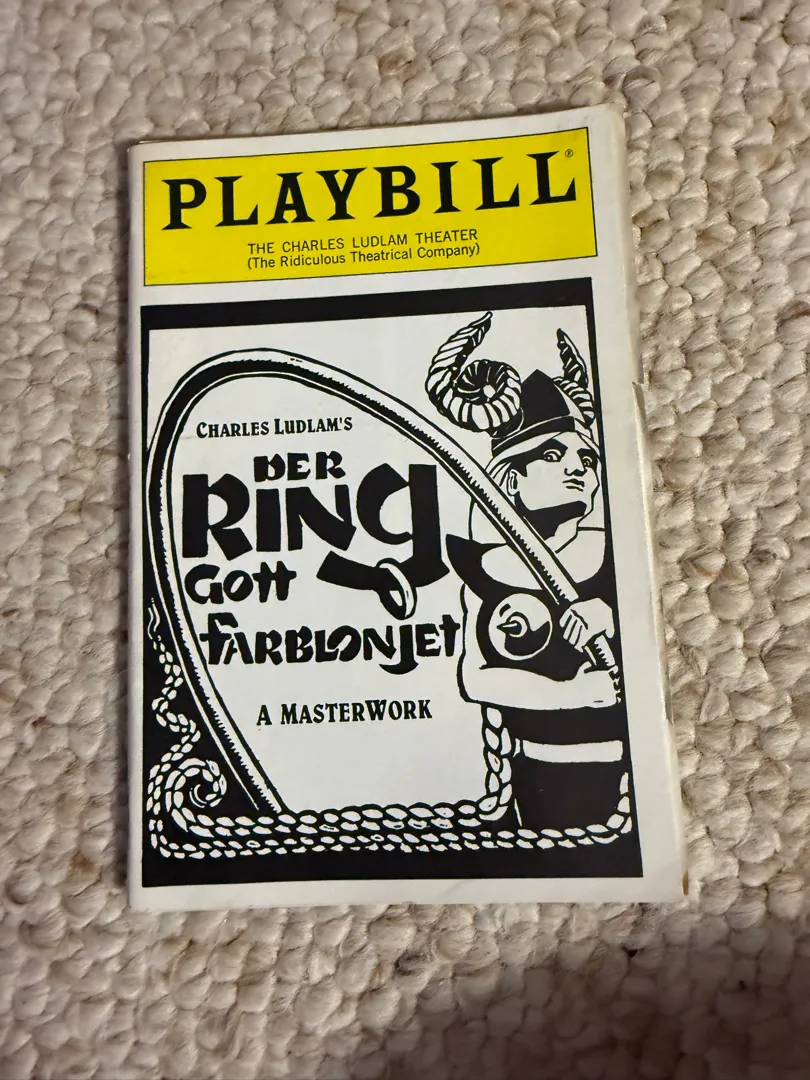 PLAYBILL®
THE CHARLES LUDLAM THEATER
(The Ridiculous Theatrical Company)
CHARLES LUDLAM'S
DER
RING
GOTT
FARBLONJET
A MASTERWORK